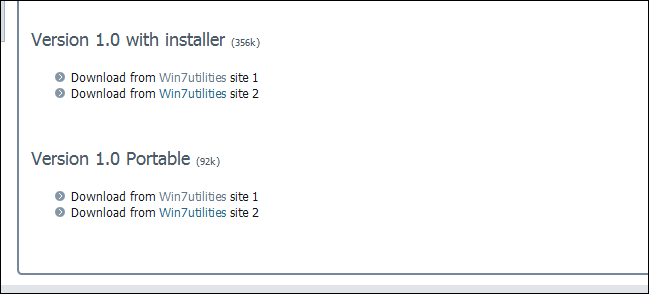 Version 1.0 with installer (356k)
Download from Win7utilities site 1
Download from Win7utilities site 2
Version 1.0 Portable (92k)
Download from Win7utilities site 1
Download from Win7utilities site 2